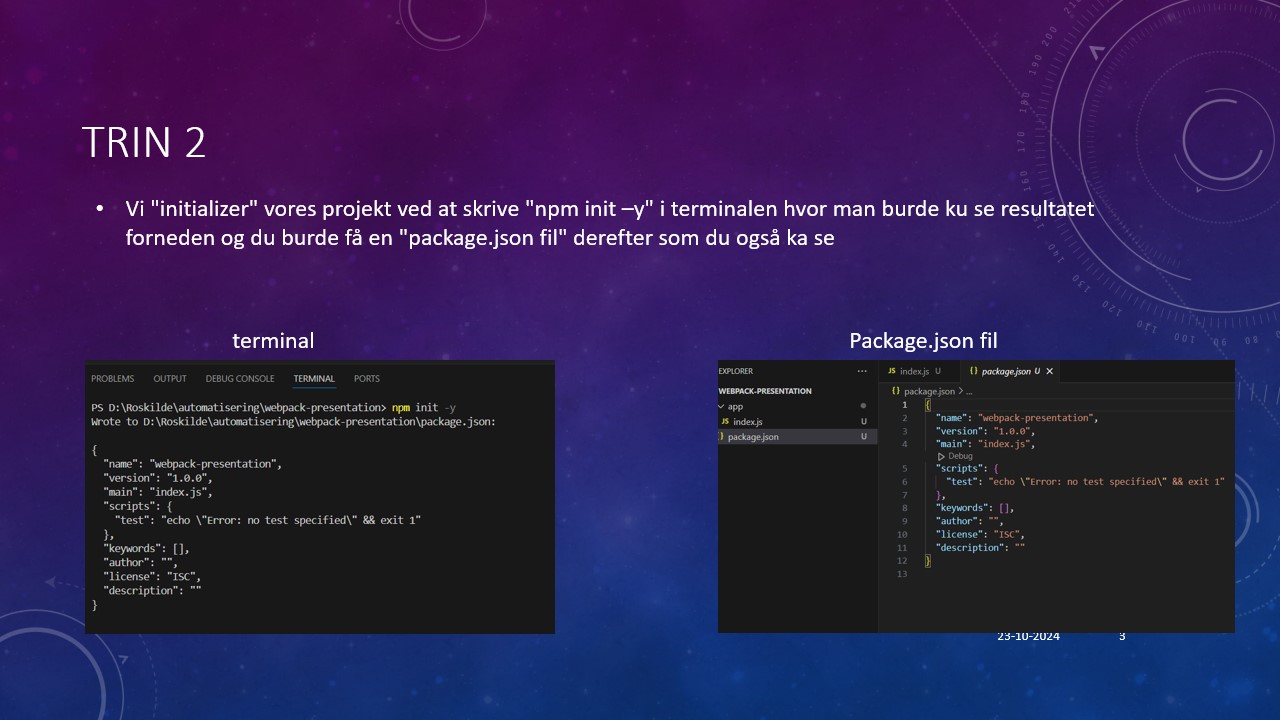 TRIN 2
• Vi "initializer" vores projekt ved at skrive "npm init –y" i terminalen hvor man burde ku se resultatet
forneden og du burde få en "package.json fil" derefter som du også ka se
terminal
PROBLEMS OUTPUT DEBUG CONSOLE TERMINAL PORTS
PS D:\Roskilde\automatisering\webpack-presentation> npm init -y
Wrote to D:\Roskilde\automatisering\webpack-presentation\package.json:
{
"name": "webpack-presentation",
"version": "1.0.0",
"main": "index.js",
"scripts": {
"test": "echo \"Error: no test specified\" && exit 1"
},
"keywords": [],
"author": "",
"license": "ISC",
"description": ""
}
Package.json fil
EXPLORER ...
WEBPACK-PRESENTATION
app
JS index.js U
{} package.json U
JS index.js U {} package.json U ×
{} package.json > ...
1 {
2 "name": "webpack-presentation",
3 "version": "1.0.0",
4 "main": "index.js",
Debug
5 "scripts": {
6 "test": "echo \"Error: no test specified\" && exit 1"
7 },
8 "keywords": [],
9 "author": "",
10 "license": "ISC",
11 "description": ""
12 }
13
23-10-2024 3